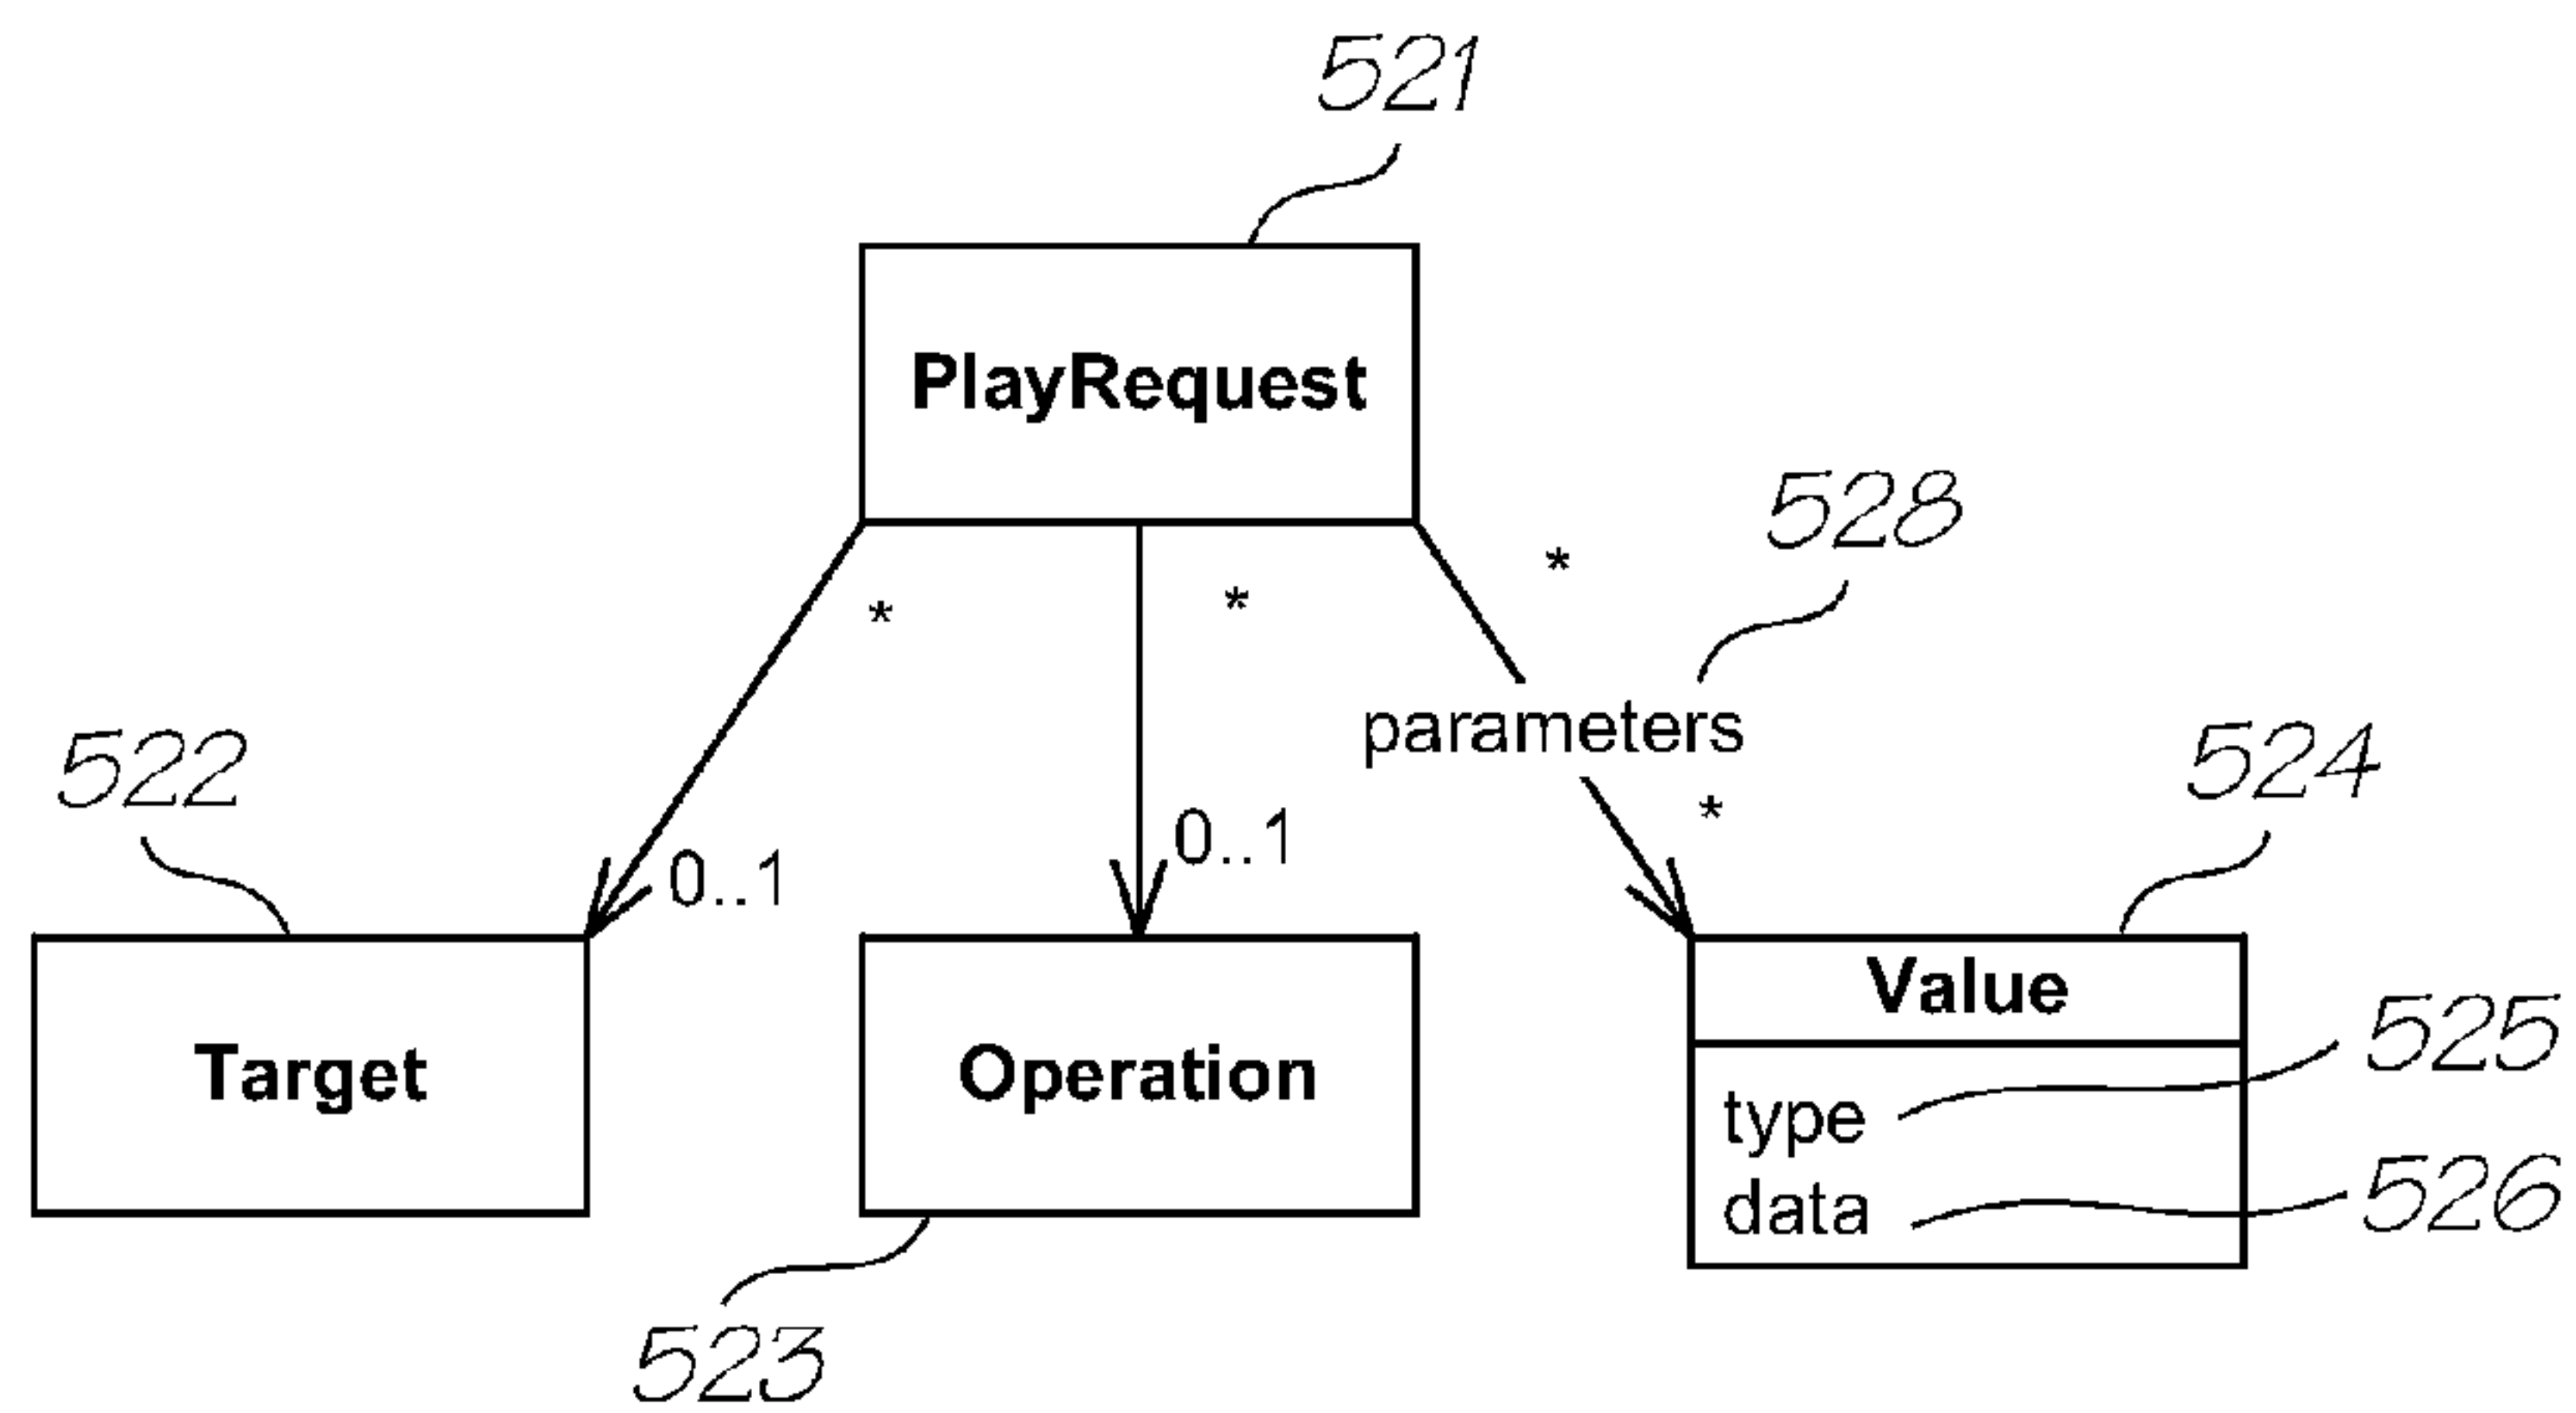 521
PlayRequest
528
*
*
*
parameters
522
524
*
0..1
0..1
Value
525
Target
Operation
type
526
data
523